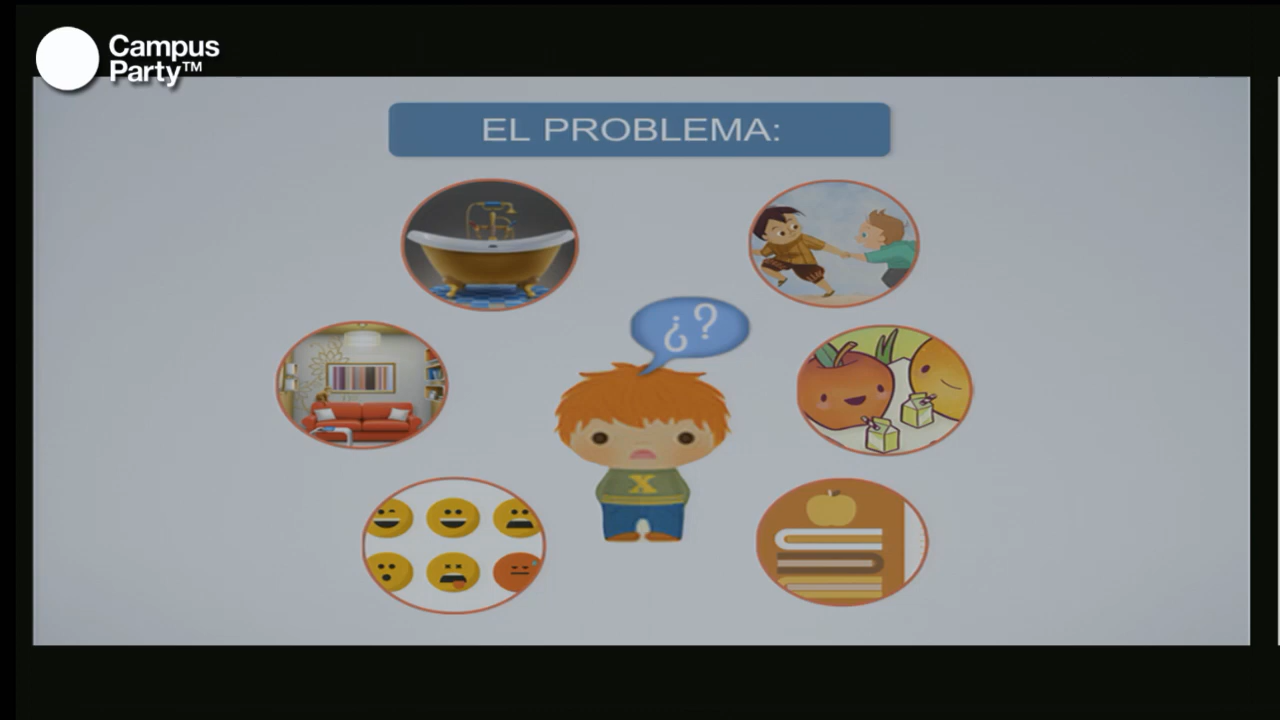 Campus
Party™
EL PROBLEMA:
¿?
X